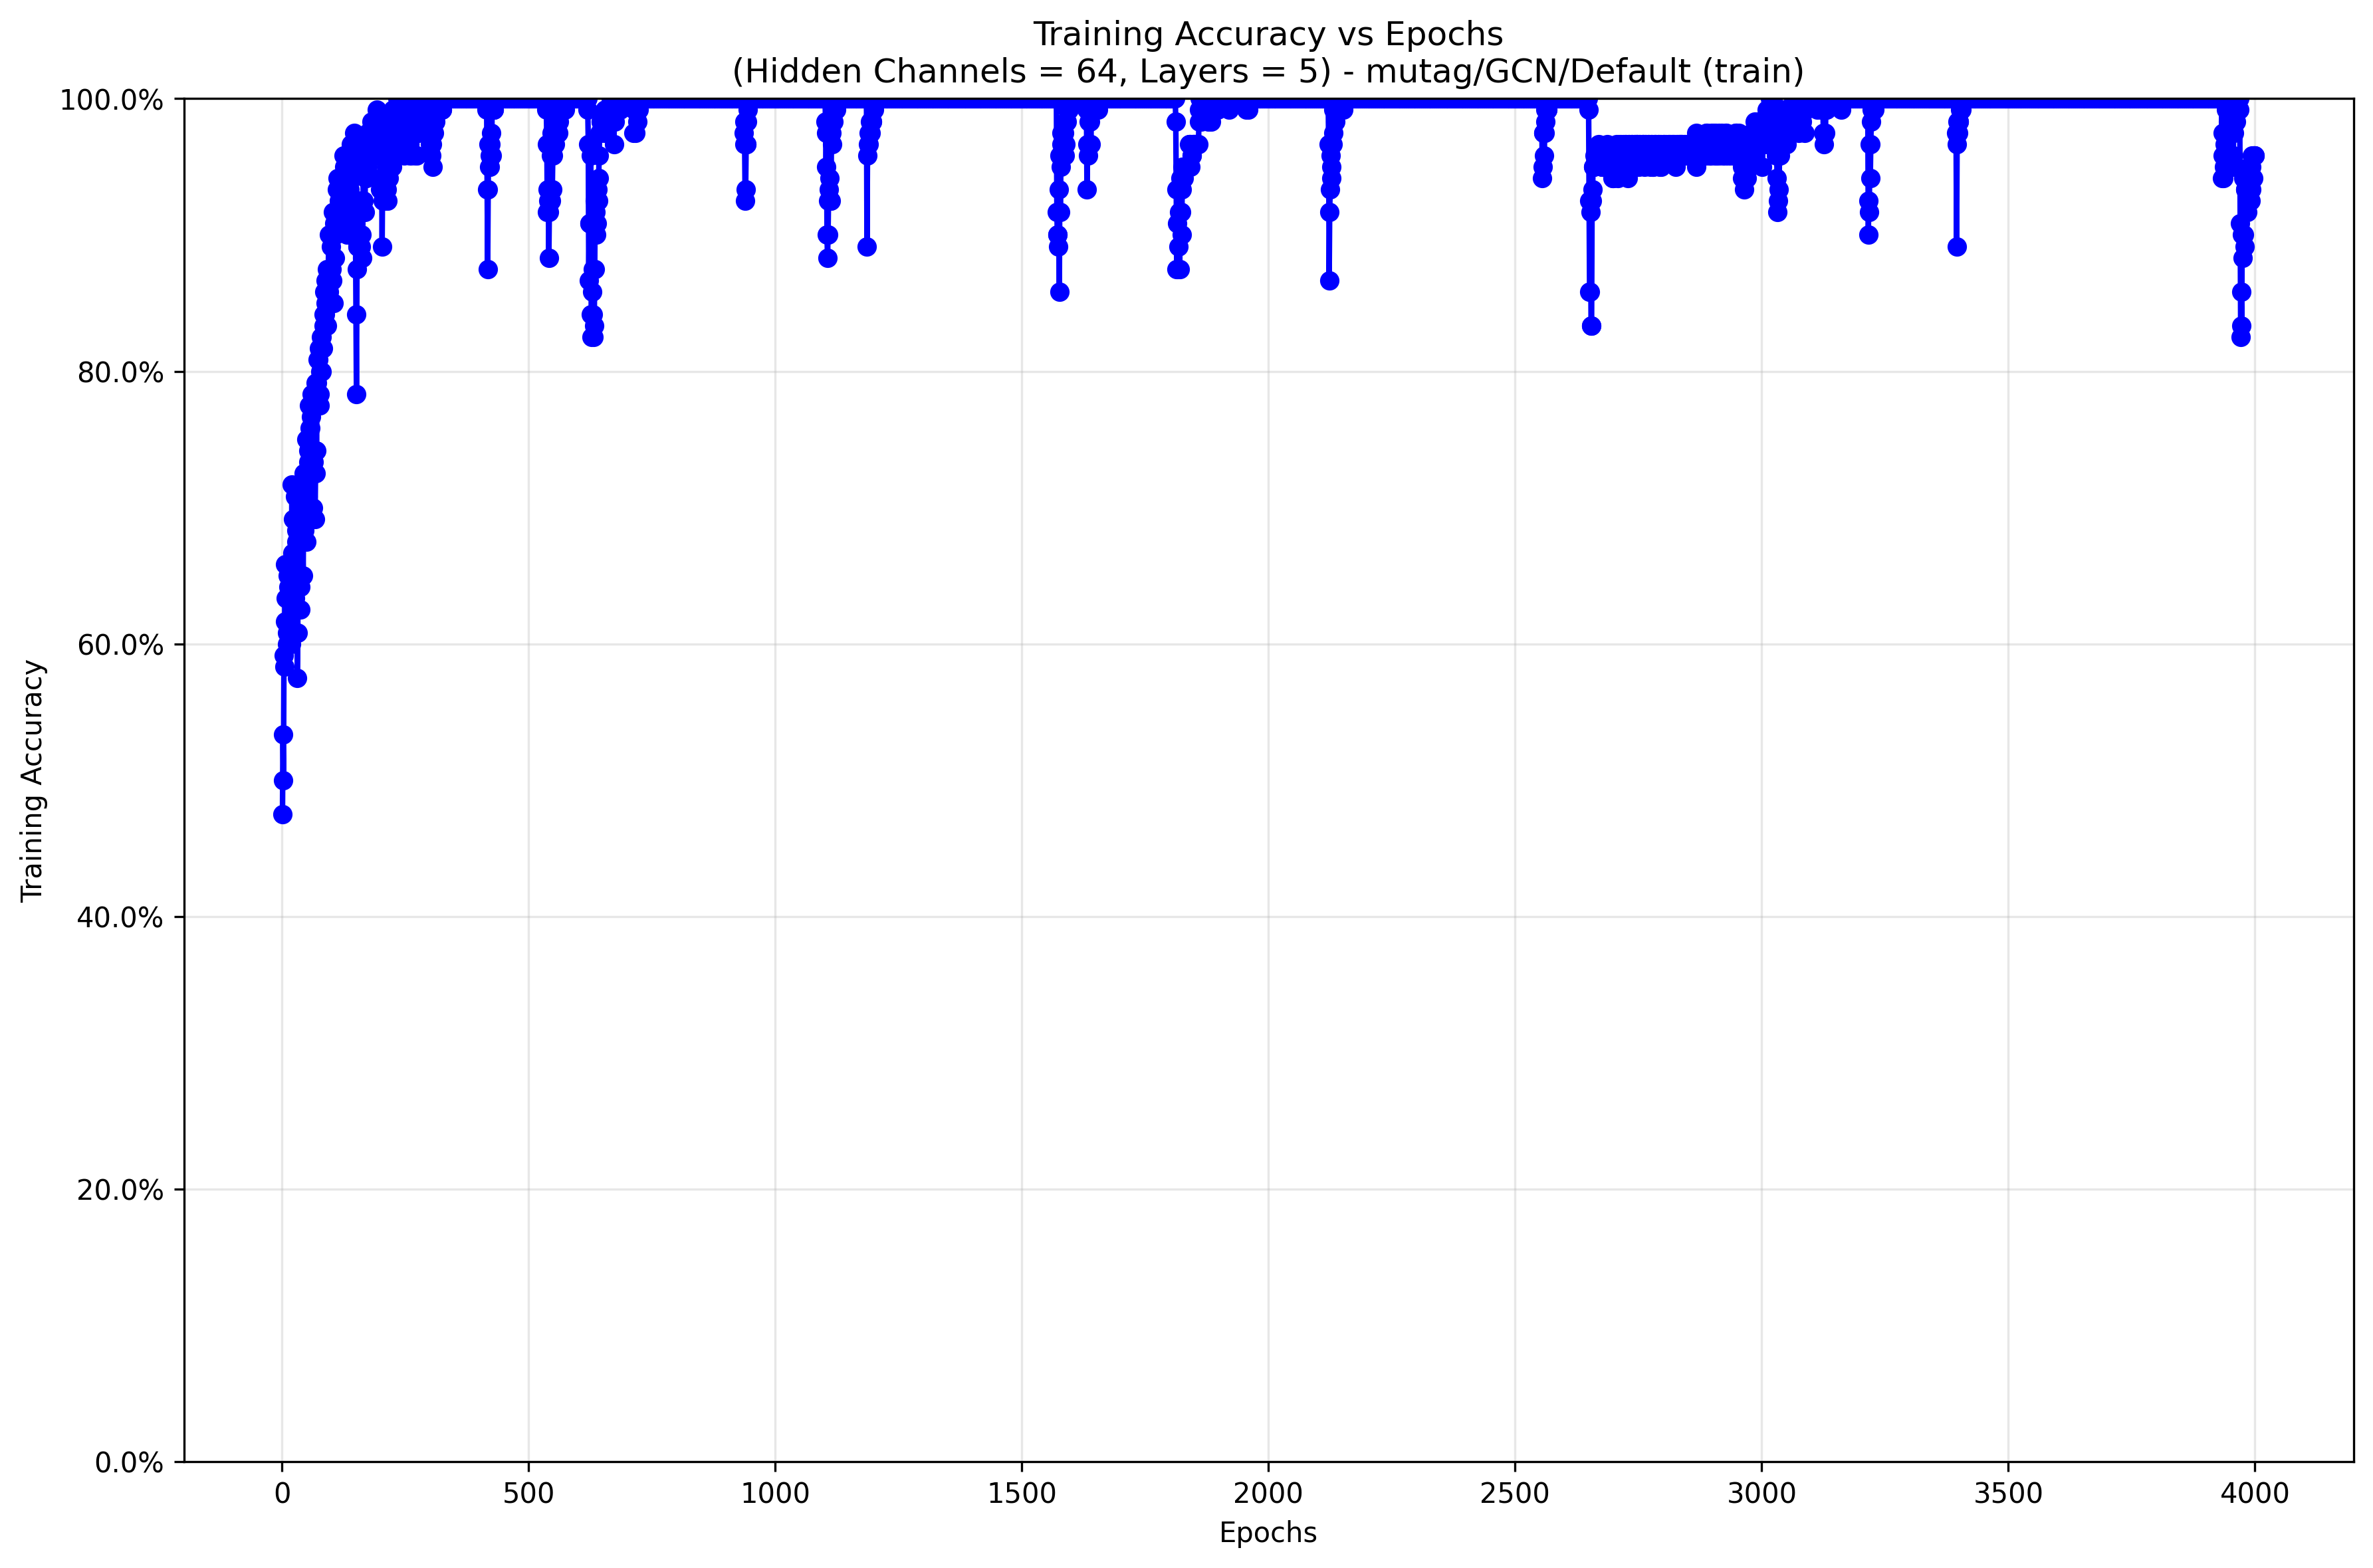 Training Accuracy vs Epochs
(Hidden Channels = 64, Layers = 5) - mutag/GCN/Default (train)
100.0%
80.0%
60.0%
40.0%
20.0%
0.0%
Training Accuracy
0 500 1000 1500 2000 2500 3000 3500 4000
Epochs